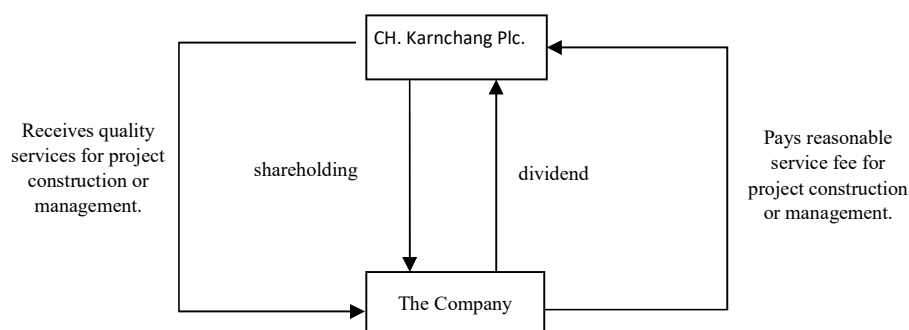 CH. Karnchang Plc.
Receives quality
services for project
construction or
management.
shareholding
dividend
Pays reasonable
service fee for
project construction
or management.
The Company